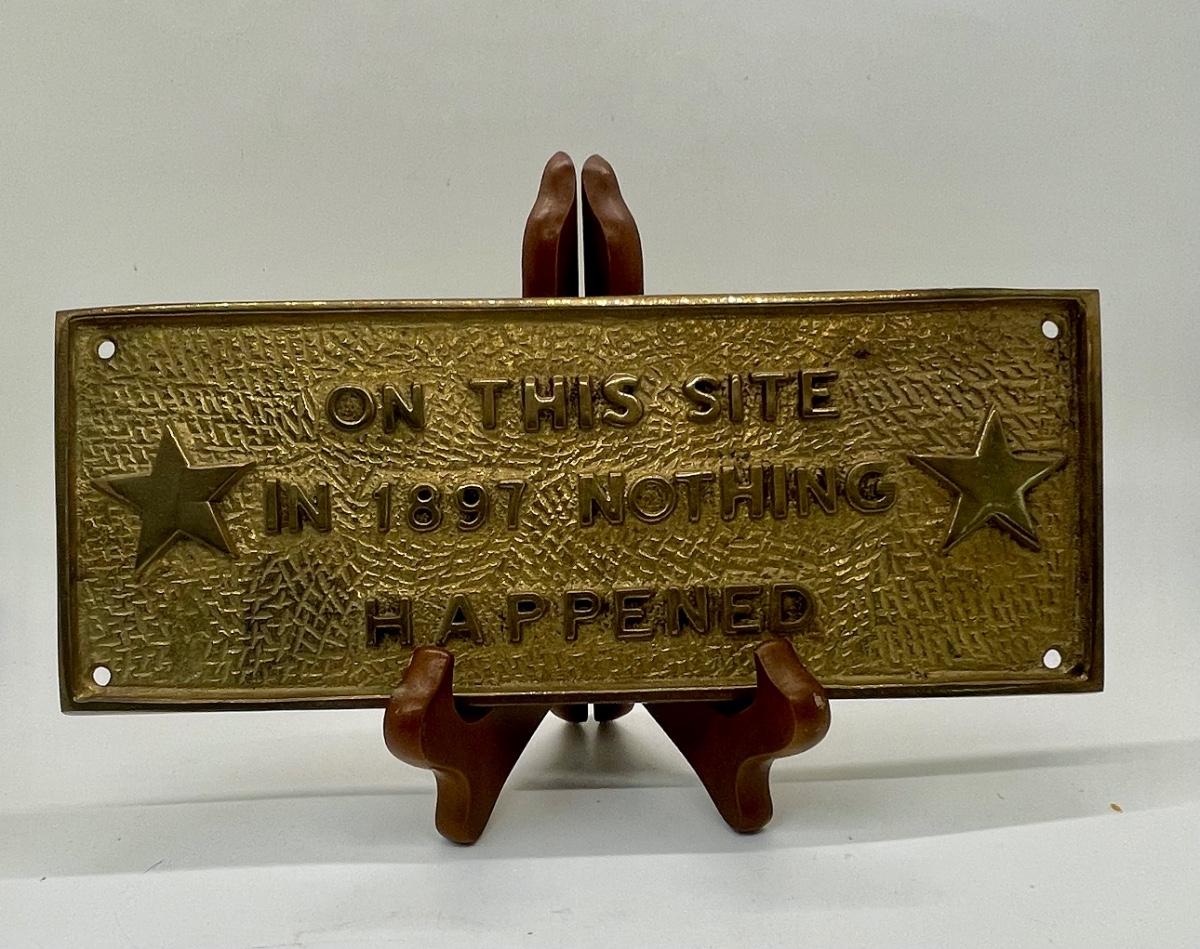 ON THIS SITE
IN 1897 NOTHING
HAPPENED